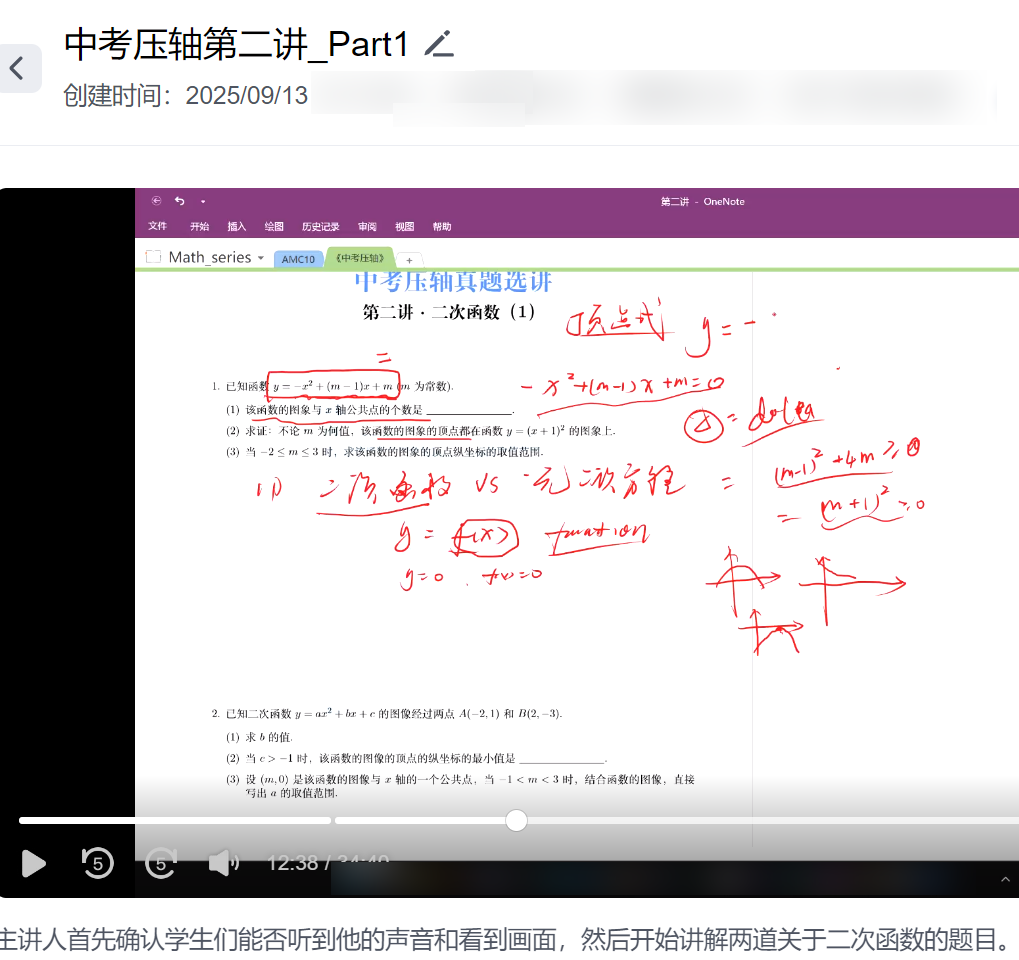 中考压轴第二讲_Part1
创建时间：2025/09/13
第二讲 - OneNote
文件 开始 插入 绘图 历史记录 审阅 视图 帮助
Math_series AMC10 《中考压轴》 +
中考压轴真题选讲
第二讲 · 二次函数（1）
顶点式 y = -
=
1. 已知函数 y = −x² + (m − 1)x + m (m 为常数).
- x² + (m-1) x + m = 0
(1) 该函数的图象与 x 轴公共点的个数是 ____________.
△ = delta
(2) 求证：不论 m 为何值，该函数的图象的顶点都在函数 y = (x + 1)² 的图象上.
(3) 当 −2 ≤ m ≤ 3 时，求该函数的图象的顶点纵坐标的取值范围.
(1) 二次函数 VS 一元二次方程
= (m-1)² + 4m ≥ 0
= (m+1)² ≥ 0
y = f(x) function
y = 0 . f(x) = 0
2. 已知二次函数 y = ax² + bx + c 的图像经过两点 A(−2, 1) 和 B(2, −3).
(1) 求 b 的值.
(2) 当 c > −1 时，该函数的图像的顶点的纵坐标的最小值是 ____________.
(3) 设 (m, 0) 是该函数的图像与 x 轴的一个公共点，当 −1 < m < 3 时，结合函数的图像，直接
写出 a 的取值范围.
5 5 12:38 / 34:40
主讲人首先确认学生们能否听到他的声音和看到画面，然后开始讲解两道关于二次函数的题目。